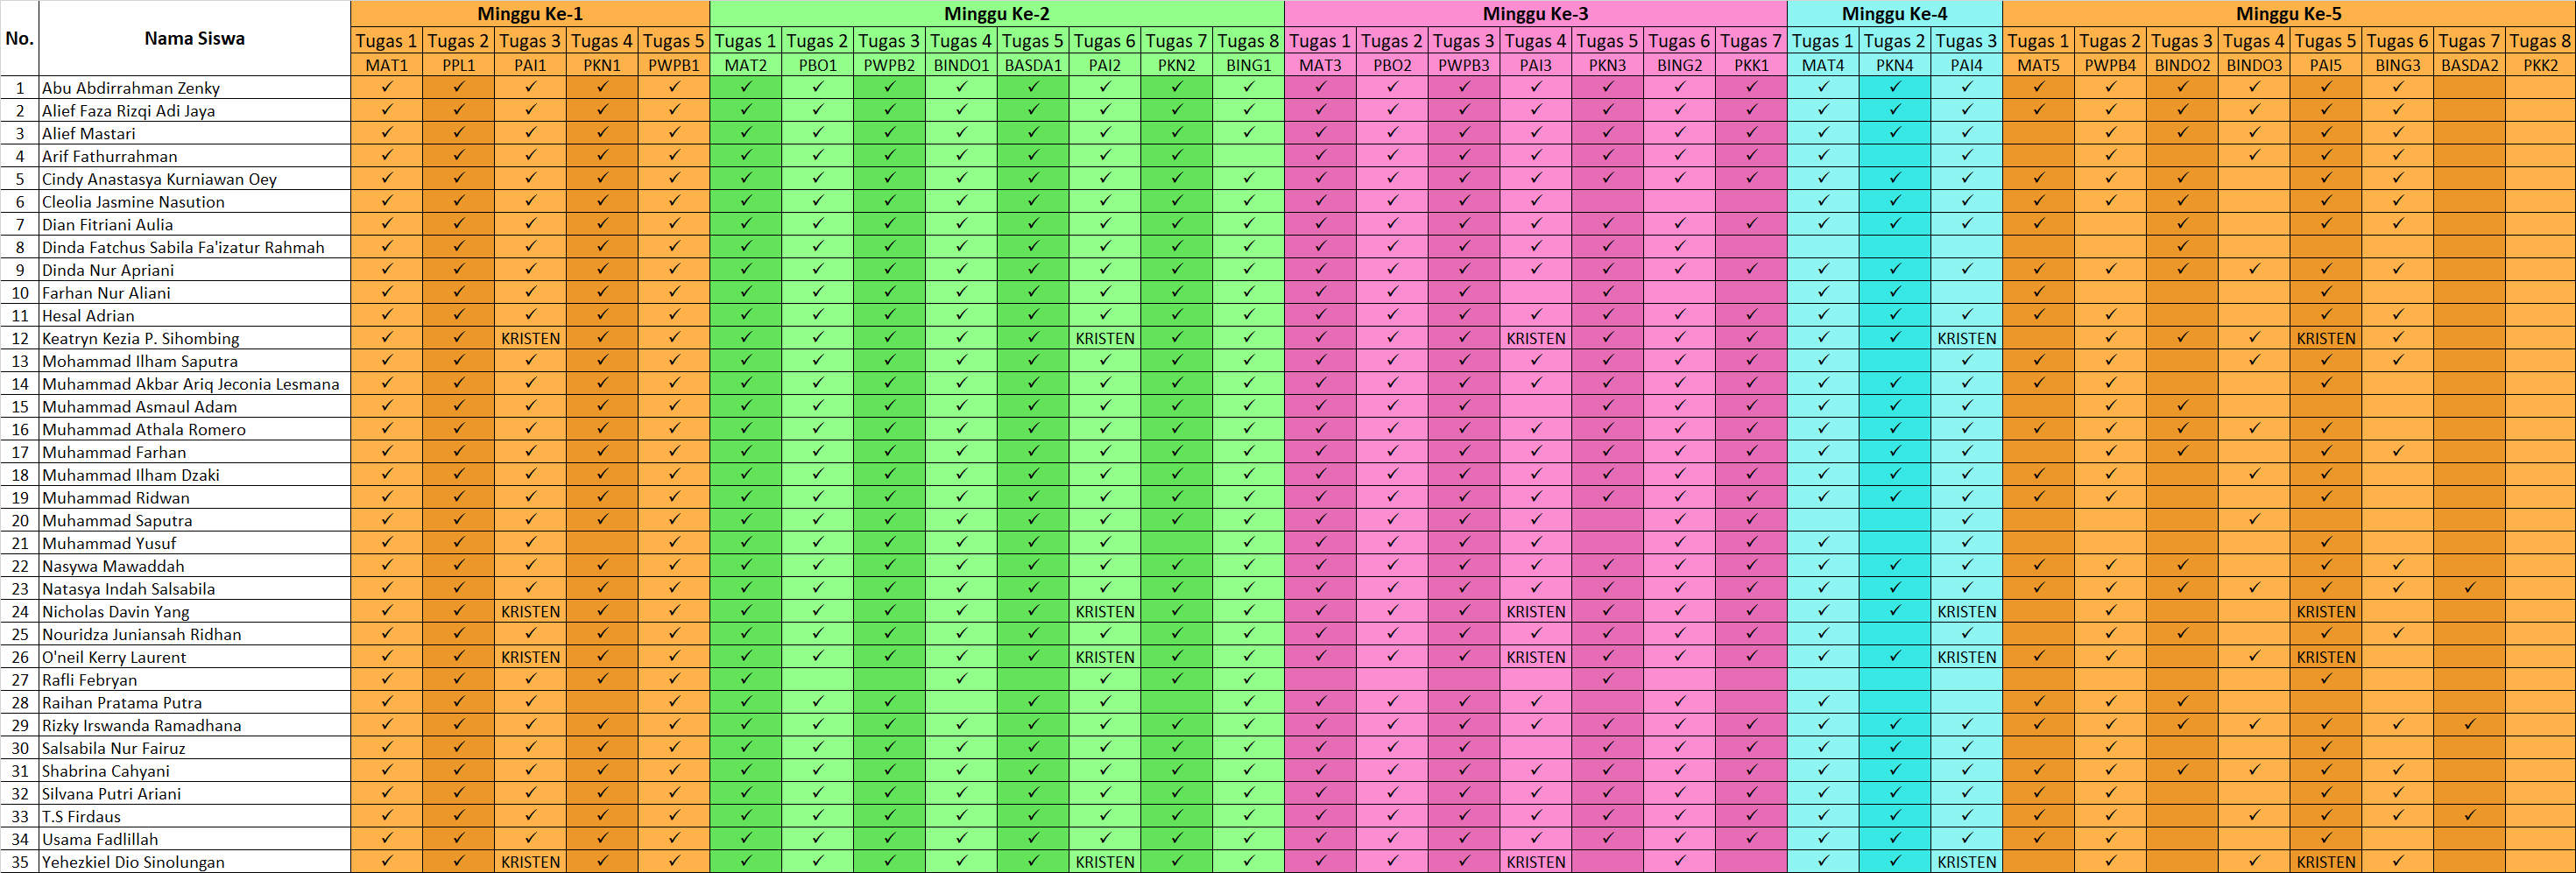 No. Nama Siswa Minggu Ke-1 Minggu Ke-2 Minggu Ke-3 Minggu Ke-4 Minggu Ke-5
Tugas 1 Tugas 2 Tugas 3 Tugas 4 Tugas 5 Tugas 1 Tugas 2 Tugas 3 Tugas 4 Tugas 5 Tugas 6 Tugas 7 Tugas 8 Tugas 1 Tugas 2 Tugas 3 Tugas 4 Tugas 5 Tugas 6 Tugas 7 Tugas 1 Tugas 2 Tugas 3 Tugas 1 Tugas 2 Tugas 3 Tugas 4 Tugas 5 Tugas 6 Tugas 7 Tugas 8
MAT1 PPL1 PAI1 PKN1 PWPB1 MAT2 PBO1 PWPB2 BINDO1 BASDA1 PAI2 PKN2 BING1 MAT3 PBO2 PWPB3 PAI3 PKN3 BING2 PKK1 MAT4 PKN4 PAI4 MAT5 PWPB4 BINDO2 BINDO3 PAI5 BING3 BASDA2 PKK2
1 Abu Abdirrahman Zenky
2 Alief Faza Rizqi Adi Jaya
3 Alief Mastari
4 Arif Fathurrahman
5 Cindy Anastasya Kurniawan Oey
6 Cleolia Jasmine Nasution
7 Dian Fitriani Aulia
8 Dinda Fatchus Sabila Fa'izatur Rahmah
9 Dinda Nur Apriani
10 Farhan Nur Aliani
11 Hesal Adrian
12 Keatryn Kezia P. Sihombing KRISTEN KRISTEN KRISTEN KRISTEN KRISTEN
13 Mohammad Ilham Saputra
14 Muhammad Akbar Ariq Jeconia Lesmana
15 Muhammad Asmaul Adam
16 Muhammad Athala Romero
17 Muhammad Farhan
18 Muhammad Ilham Dzaki
19 Muhammad Ridwan
20 Muhammad Saputra
21 Muhammad Yusuf
22 Nasywa Mawaddah
23 Natasya Indah Salsabila
24 Nicholas Davin Yang KRISTEN KRISTEN KRISTEN KRISTEN KRISTEN
25 Nouridza Juniansah Ridhan
26 O'neil Kerry Laurent KRISTEN KRISTEN KRISTEN KRISTEN KRISTEN
27 Rafli Febryan
28 Raihan Pratama Putra
29 Rizky Irswanda Ramadhana
30 Salsabila Nur Fairuz
31 Shabrina Cahyani
32 Silvana Putri Ariani
33 T.S Firdaus
34 Usama Fadlillah
35 Yehezkiel Dio Sinolungan KRISTEN KRISTEN KRISTEN KRISTEN KRISTEN